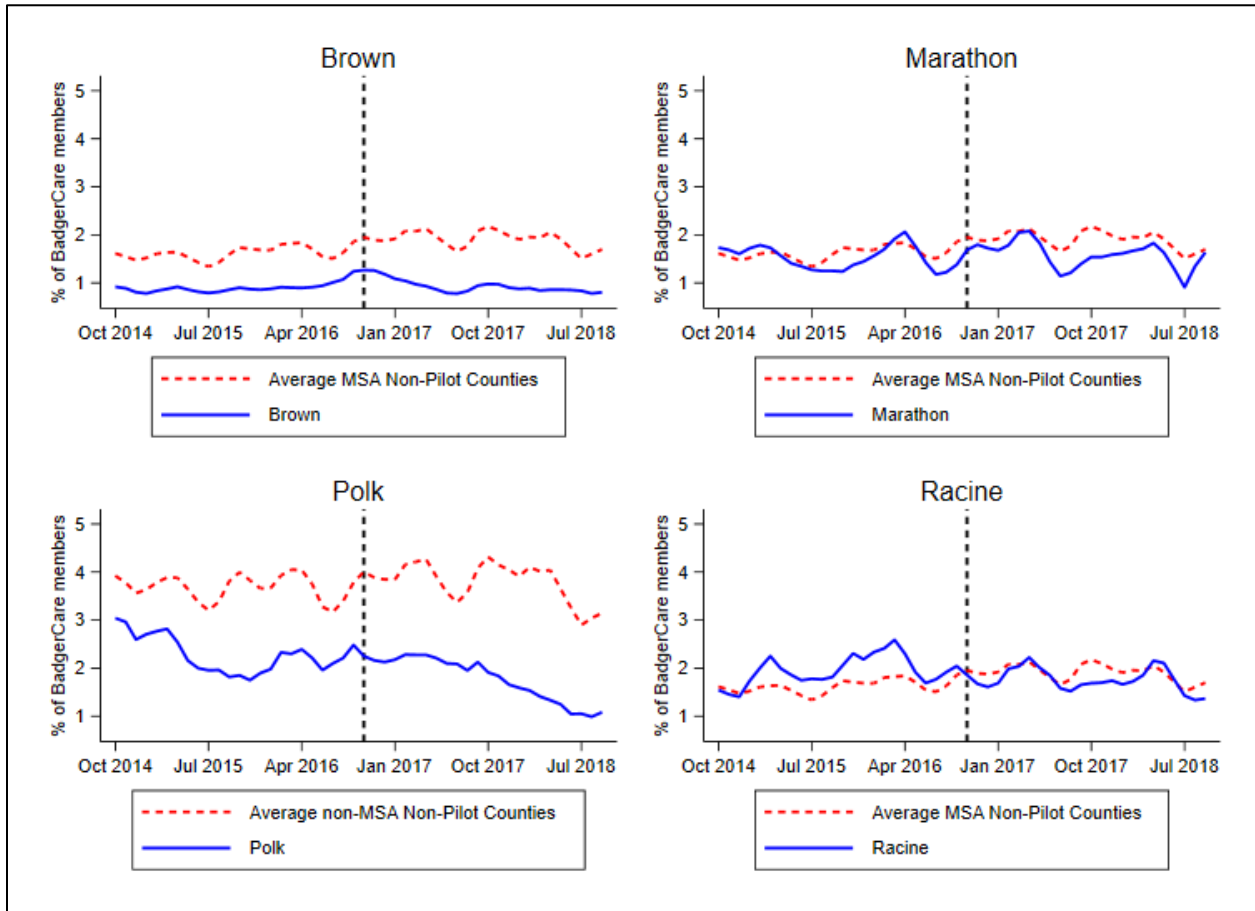 Brown
% of BadgerCare members
5
4
3
2
1
Oct 2014 Jul 2015 Apr 2016 Jan 2017 Oct 2017 Jul 2018
Average MSA Non-Pilot Counties
Brown
Marathon
% of BadgerCare members
5
4
3
2
1
Oct 2014 Jul 2015 Apr 2016 Jan 2017 Oct 2017 Jul 2018
Average MSA Non-Pilot Counties
Marathon
Polk
% of BadgerCare members
5
4
3
2
1
Oct 2014 Jul 2015 Apr 2016 Jan 2017 Oct 2017 Jul 2018
Average non-MSA Non-Pilot Counties
Polk
Racine
% of BadgerCare members
5
4
3
2
1
Oct 2014 Jul 2015 Apr 2016 Jan 2017 Oct 2017 Jul 2018
Average MSA Non-Pilot Counties
Racine